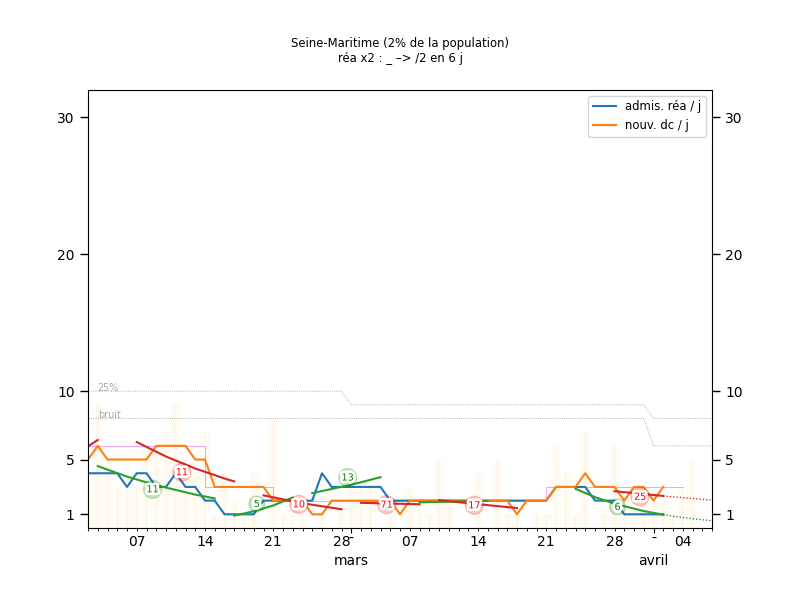 Seine-Maritime (2% de la population)
réa x2 : _ –> /2 en 6 j
admis. réa / j
nouv. dc / j
30 30
20 20
10 10
5 5
1 1
25%
bruit
11 11 5 10 13 71 17 6 25
07 14 21 28 07 14 21 28 04
mars avril